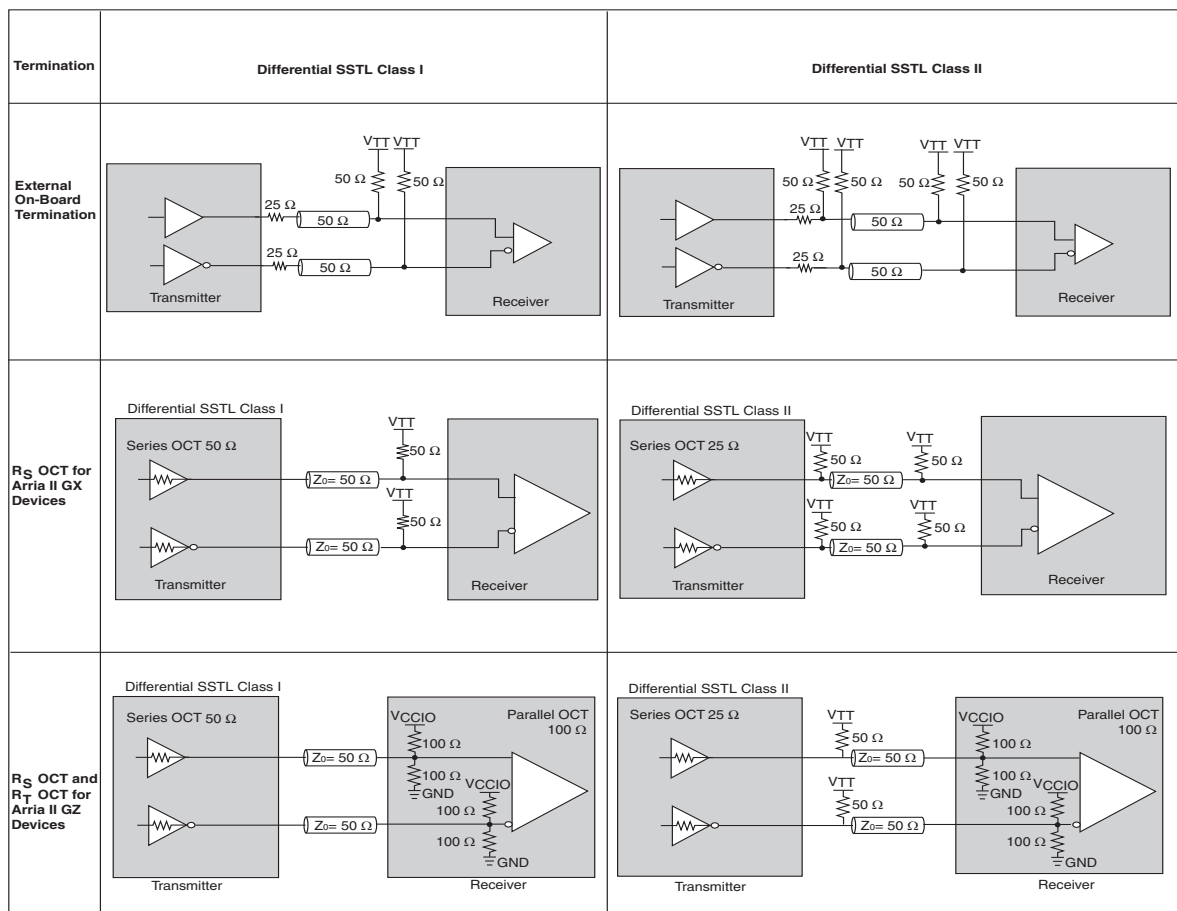 Termination
Differential SSTL Class I
Differential SSTL Class II
External
On-Board
Termination
VTT VTT
50 Ω
50 Ω
25 Ω
50 Ω
25 Ω
50 Ω
Transmitter
Receiver
VTT
VTT
50 Ω
50 Ω
VTT
VTT
50 Ω
50 Ω
25 Ω
50 Ω
25 Ω
50 Ω
Transmitter
Receiver
RS OCT for
Arria II GX
Devices
Differential SSTL Class I
Series OCT 50 Ω
VTT
50 Ω
Z0= 50 Ω
VTT
50 Ω
Z0= 50 Ω
Transmitter
Receiver
Differential SSTL Class II
Series OCT 25 Ω
VTT
50 Ω
VTT
50 Ω
Z0= 50 Ω
VTT
50 Ω
VTT
50 Ω
Z0= 50 Ω
Transmitter
Receiver
RS OCT and
RT OCT for
Arria II GZ
Devices
Differential SSTL Class I
Series OCT 50 Ω
Z0= 50 Ω
Z0= 50 Ω
Transmitter
VCCIO
Parallel OCT
100 Ω
100 Ω
100 Ω
GND
VCCIO
100 Ω
100 Ω
GND
Receiver
Differential SSTL Class II
Series OCT 25 Ω
VTT
50 Ω
Z0= 50 Ω
VTT
50 Ω
Z0= 50 Ω
Transmitter
VCCIO
Parallel OCT
100 Ω
100 Ω
100 Ω
GND
VCCIO
100 Ω
100 Ω
GND
Receiver